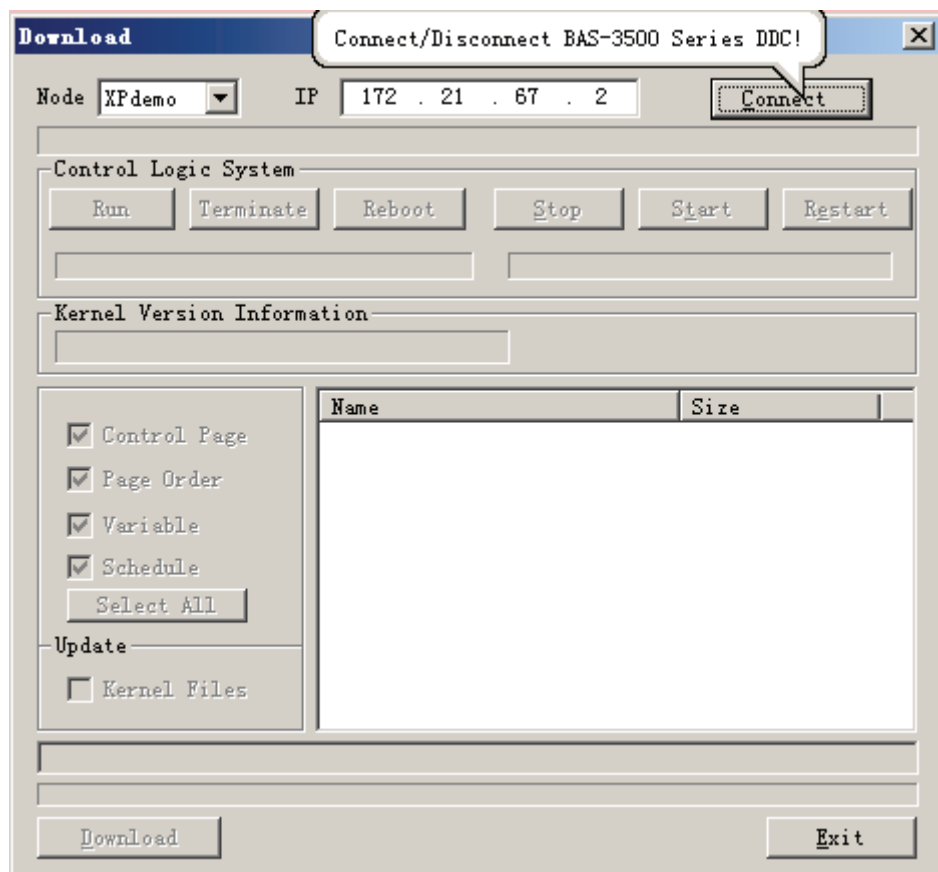 Download
Connect/Disconnect BAS-3500 Series DDC!
Node XPdemo IP 172 . 21 . 67 . 2 Connect
Control Logic System
Run Terminate Reboot Stop Start Restart
Kernel Version Information
Name Size
Control Page
Page Order
Variable
Schedule
Select All
Update
Kernel Files
Download Exit